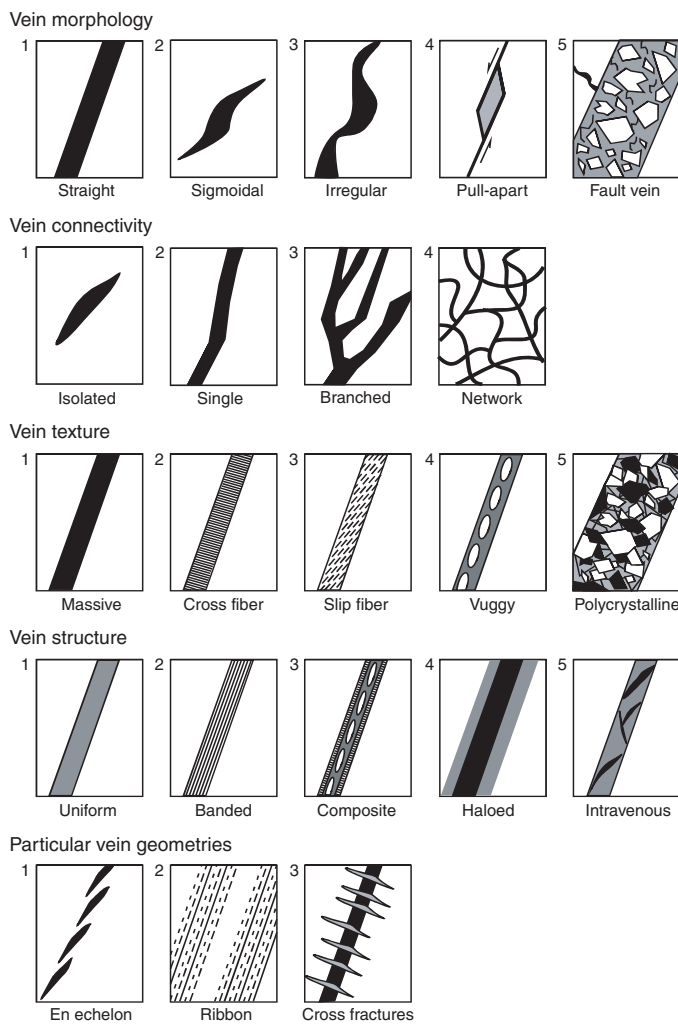 Vein morphology
1 2 3 4 5
Straight Sigmoidal Irregular Pull-apart Fault vein
Vein connectivity
1 2 3 4
Isolated Single Branched Network
Vein texture
1 2 3 4 5
Massive Cross fiber Slip fiber Vuggy Polycrystalline
Vein structure
1 2 3 4 5
Uniform Banded Composite Haloed Intravenous
Particular vein geometries
1 2 3
En echelon Ribbon Cross fractures